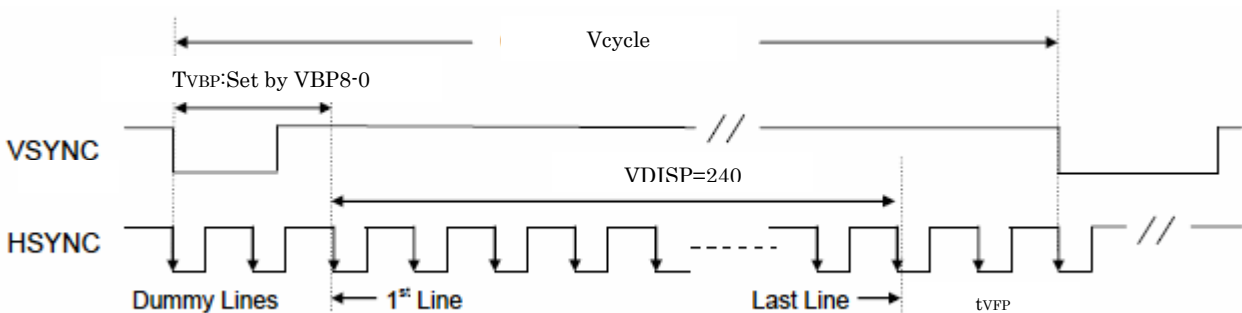 Vcycle
TVBP:Set by VBP8-0
VSYNC
VDISP=240
HSYNC
Dummy Lines
1st Line
Last Line
tVFP